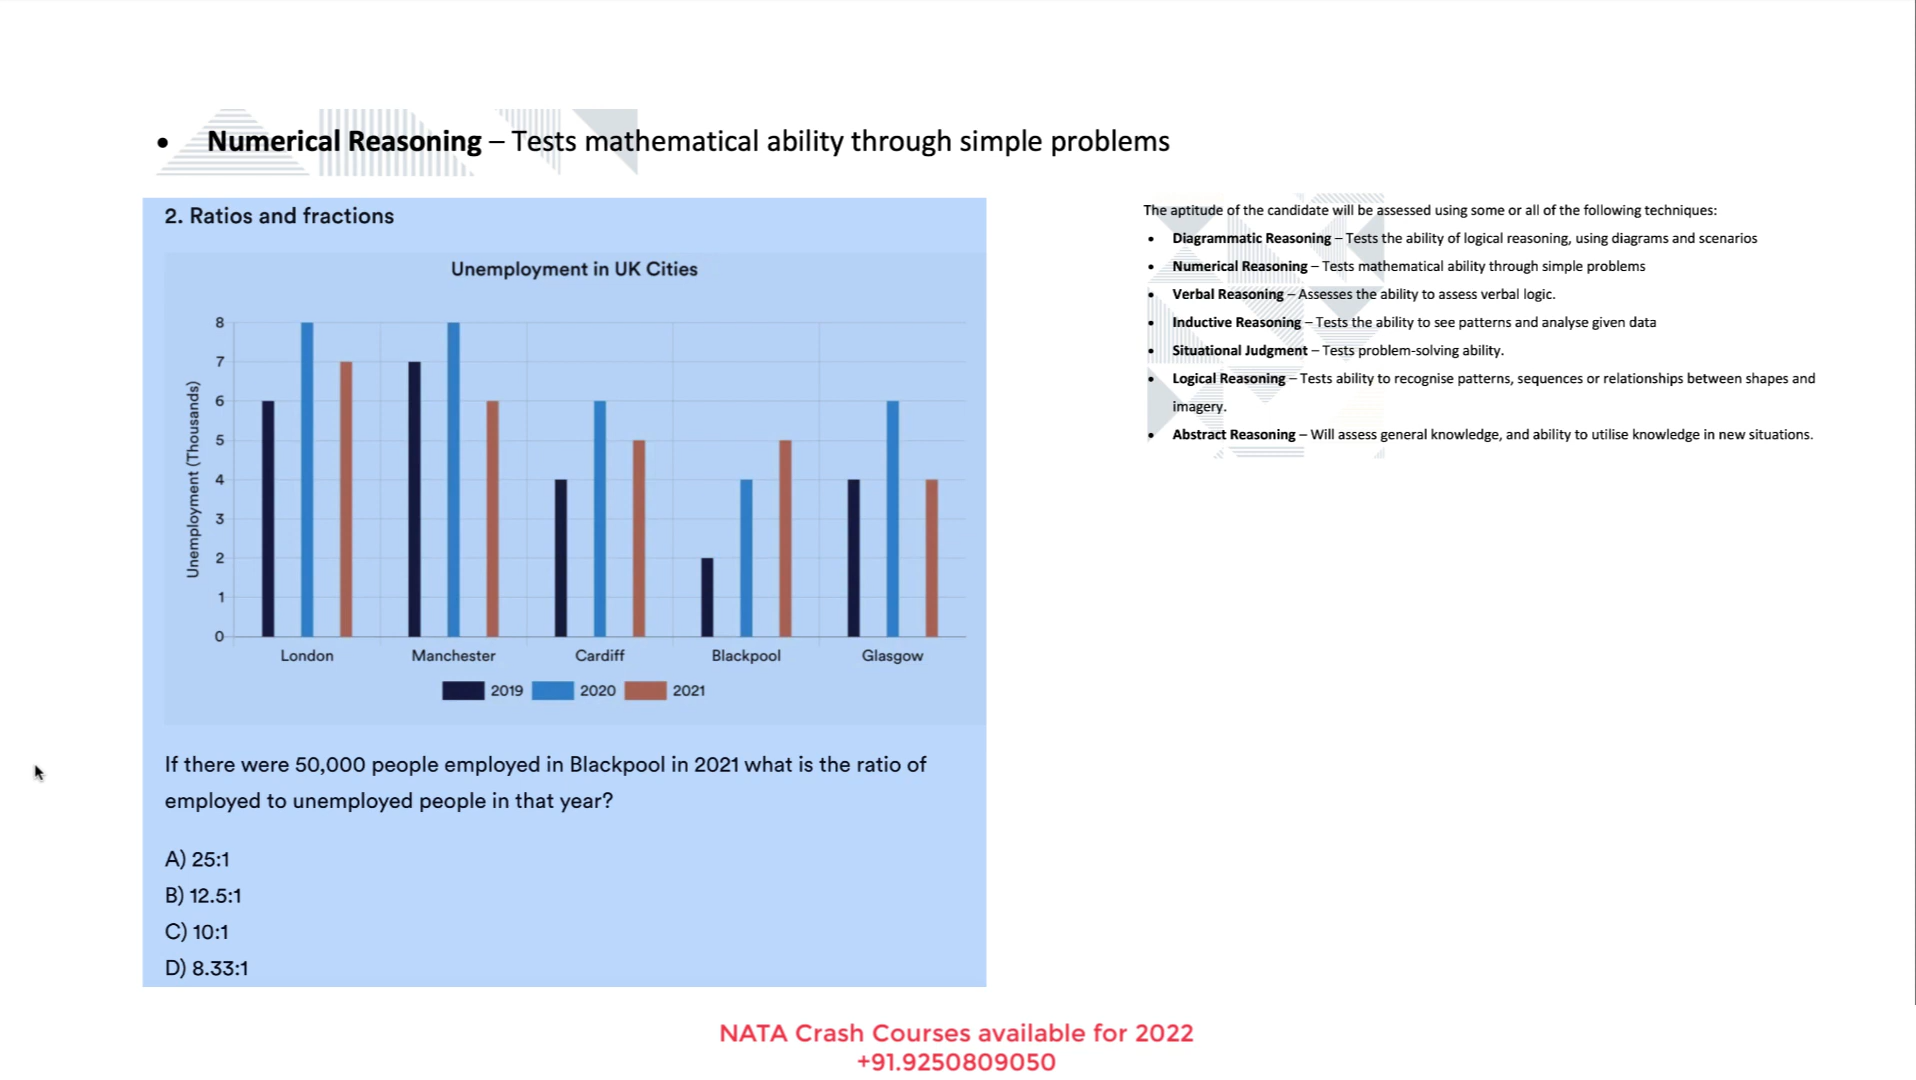 • Numerical Reasoning – Tests mathematical ability through simple problems
2. Ratios and fractions
Unemployment in UK Cities
Unemployment (Thousands)
8
7
6
5
4
3
2
1
0
London Manchester Cardiff Blackpool Glasgow
2019 2020 2021
If there were 50,000 people employed in Blackpool in 2021 what is the ratio of
employed to unemployed people in that year?
A) 25:1
B) 12.5:1
C) 10:1
D) 8.33:1
The aptitude of the candidate will be assessed using some or all of the following techniques:
• Diagrammatic Reasoning – Tests the ability of logical reasoning, using diagrams and scenarios
• Numerical Reasoning – Tests mathematical ability through simple problems
• Verbal Reasoning – Assesses the ability to assess verbal logic.
• Inductive Reasoning – Tests the ability to see patterns and analyse given data
• Situational Judgment – Tests problem-solving ability.
• Logical Reasoning – Tests ability to recognise patterns, sequences or relationships between shapes and
imagery.
• Abstract Reasoning – Will assess general knowledge, and ability to utilise knowledge in new situations.
NATA Crash Courses available for 2022
+91.9250809050